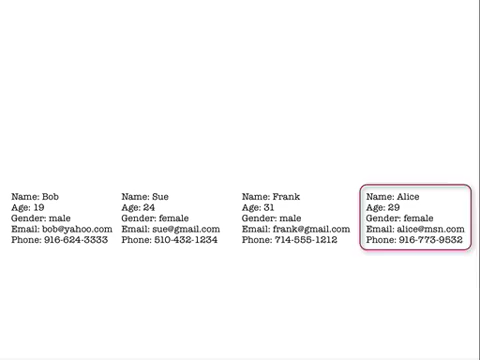 Name: Bob
Age: 19
Gender: male
Email: bob@yahoo.com
Phone: 916-624-3333
Name: Sue
Age: 24
Gender: female
Email: sue@gmail.com
Phone: 510-432-1234
Name: Frank
Age: 31
Gender: male
Email: frank@gmail.com
Phone: 714-555-1212
Name: Alice
Age: 29
Gender: female
Email: alice@msn.com
Phone: 916-773-9532